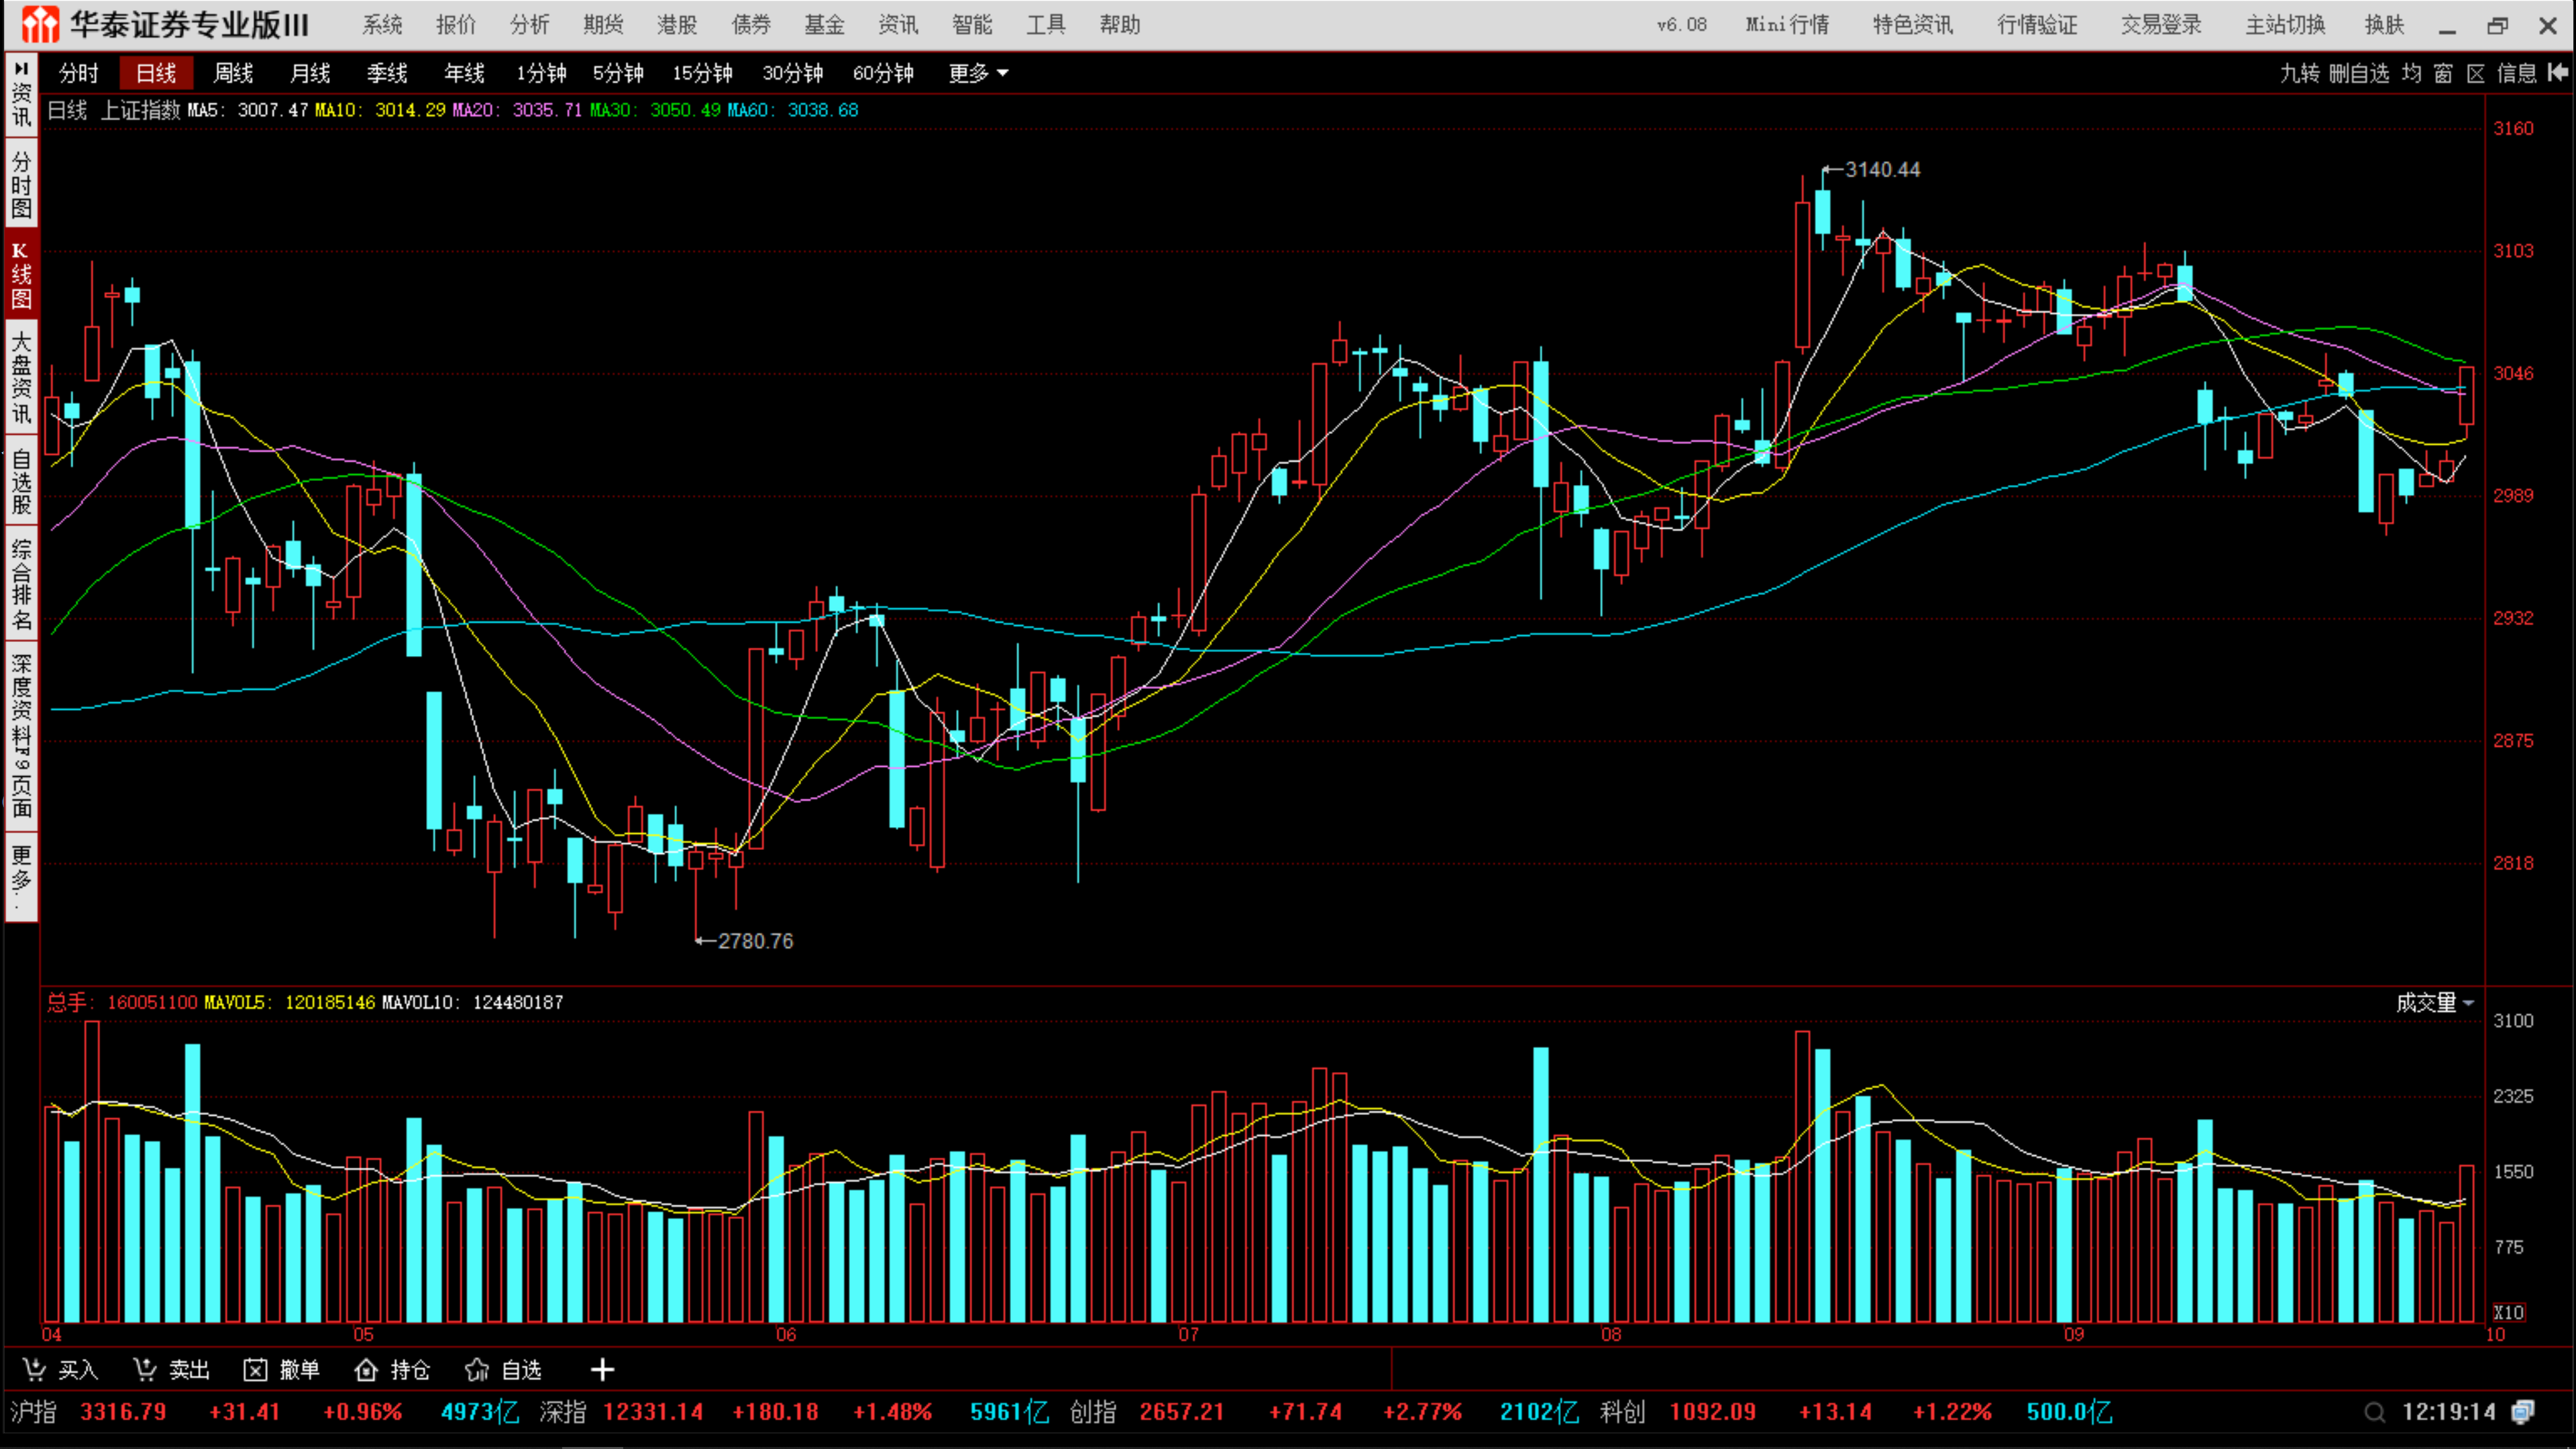 华泰证券专业版III 系统 报价 分析 期货 港股 债券 基金 资讯 智能 工具 帮助 v6.08 Mini行情 特色资讯 行情验证 交易登录 主站切换 换肤
分时 日线 周线 月线 季线 年线 1分钟 5分钟 15分钟 30分钟 60分钟 更多 九转 删自选 均 窗 区 信息
资讯
分时图
K线图
大盘资讯
自选股
综合排名
深度资料F9页面
更多..
日线 上证指数 MA5: 3007.47 MA10: 3014.29 MA20: 3035.71 MA30: 3050.49 MA60: 3038.68
3160
3140.44
3103
3046
2989
2932
2875
2818
2780.76
总手: 160051100 MAVOL5: 120185146 MAVOL10: 124480187 成交量
3100
2325
1550
775
X10
04 05 06 07 08 09 10
买入 卖出 撤单 持仓 自选 +
沪指 3316.79 +31.41 +0.96% 4973亿 深指 12331.14 +180.18 +1.48% 5961亿 创指 2657.21 +71.74 +2.77% 2102亿 科创 1092.09 +13.14 +1.22% 500.0亿 12:19:14